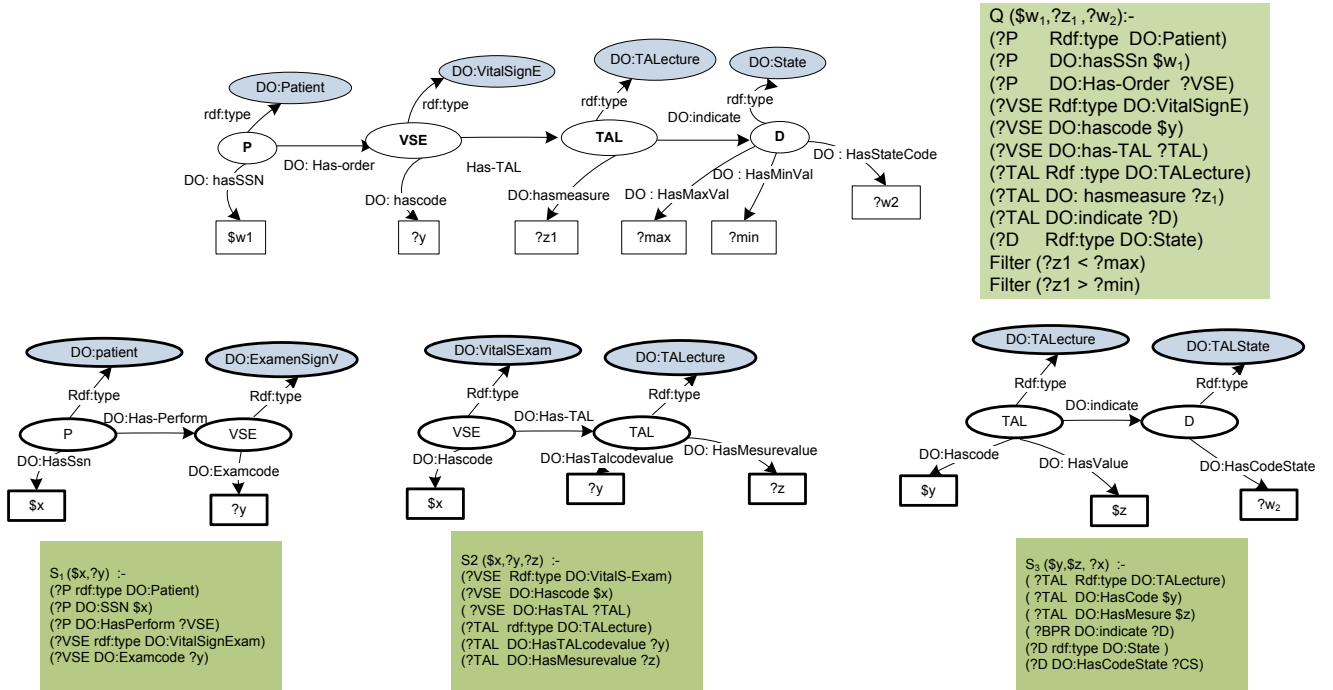 DO:Patient
DO:VitalSignE
DO:TALecture
DO:State
rdf:type
rdf:type
rdf:type
rdf:type
DO:indicate
P
VSE
TAL
D
DO: Has-order
Has-TAL
DO: hasSSN
DO: hascode
DO:hasmeasure
DO : HasMaxVal
DO : HasMinVal
DO : HasStateCode
$w1
?y
?z1
?max
?min
?w2
Q ($w1,?z1 ,?w2):-
(?P Rdf:type DO:Patient)
(?P DO:hasSSn $w1)
(?P DO:Has-Order ?VSE)
(?VSE Rdf:type DO:VitalSignE)
(?VSE DO:hascode $y)
(?VSE DO:has-TAL ?TAL)
(?TAL Rdf :type DO:TALecture)
(?TAL DO: hasmeasure ?z1)
(?TAL DO:indicate ?D)
(?D Rdf:type DO:State)
Filter (?z1 < ?max)
Filter (?z1 > ?min)
DO:patient
DO:ExamenSignV
Rdf:type
Rdf:type
P
DO:Has-Perform
VSE
DO:HasSsn
DO:Examcode
$x
?y
S1 ($x,?y) :-
(?P rdf:type DO:Patient)
(?P DO:SSN $x)
(?P DO:HasPerform ?VSE)
(?VSE rdf:type DO:VitalSignExam)
(?VSE DO:Examcode ?y)
DO:VitalSExam
DO:TALecture
Rdf:type
Rdf:type
VSE
DO:Has-TAL
TAL
DO:Hascode
DO:HasTalcodevalue
DO: HasMesurevalue
$x
?y
?z
S2 ($x,?y,?z) :-
(?VSE Rdf:type DO:VitalS-Exam)
(?VSE DO:Hascode $x)
( ?VSE DO:HasTAL ?TAL)
(?TAL rdf:type DO:TALecture)
(?TAL DO:HasTALcodevalue ?y)
(?TAL DO:HasMesurevalue ?z)
DO:TALecture
DO:TALState
Rdf:type
Rdf:type
TAL
DO:indicate
D
DO:Hascode
DO: HasValue
DO:HasCodeState
$y
$z
?w2
S3 ($y,$z, ?x) :-
( ?TAL Rdf:type DO:TALecture)
( ?TAL DO:HasCode $y)
( ?TAL DO:HasMesure $z)
( ?BPR DO:indicate ?D)
(?D rdf:type DO:State )
(?D DO:HasCodeState ?CS)